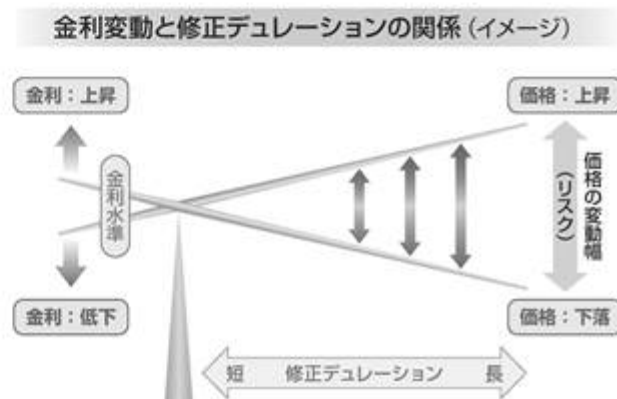 金利変動と修正デュレーションの関係(イメージ)
金利:上昇
価格:上昇
金利水準
価格の変動幅
(リスク)
金利:低下
価格:下落
短 修正デュレーション 長